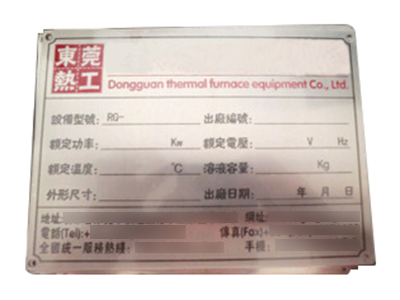 東莞
熱工
Dongguan thermal furnace equipment Co., Ltd.
設備型號: RG- 出廠編號:
額定功率: Kw 額定電壓: V Hz
額定溫度: ℃ 溶液容量: Kg
外形尺寸: 出廠日期: 年 月 日
地址: 網址:
電話(Tel):+ 傳真(Fax)+
全國統一服務熱綫: 手機: